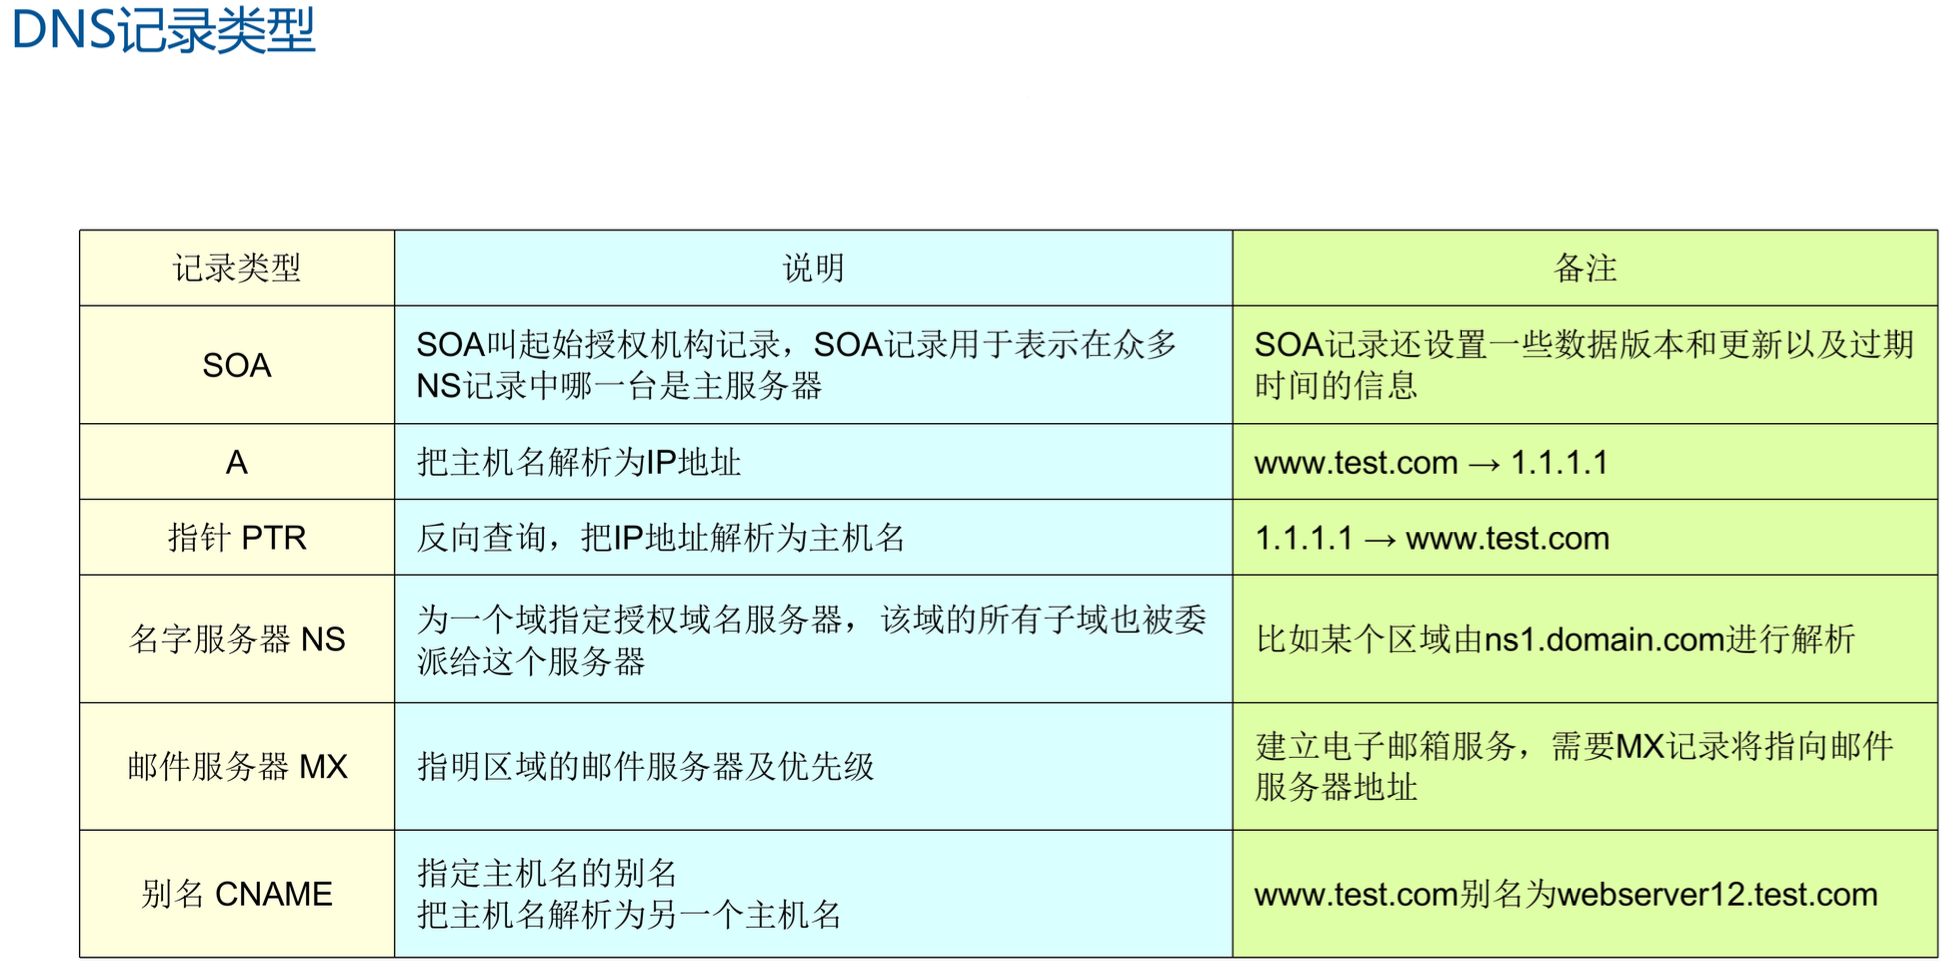 DNS记录类型
记录类型
说明
备注
SOA
SOA叫起始授权机构记录，SOA记录用于表示在众多
NS记录中哪一台是主服务器
SOA记录还设置一些数据版本和更新以及过期
时间的信息
A
把主机名解析为IP地址
www.test.com → 1.1.1.1
指针 PTR
反向查询，把IP地址解析为主机名
1.1.1.1 → www.test.com
名字服务器 NS
为一个域指定授权域名服务器，该域的所有子域也被委
派给这个服务器
比如某个区域由ns1.domain.com进行解析
邮件服务器 MX
指明区域的邮件服务器及优先级
建立电子邮箱服务，需要MX记录将指向邮件
服务器地址
别名 CNAME
指定主机名的别名
把主机名解析为另一个主机名
www.test.com别名为webserver12.test.com